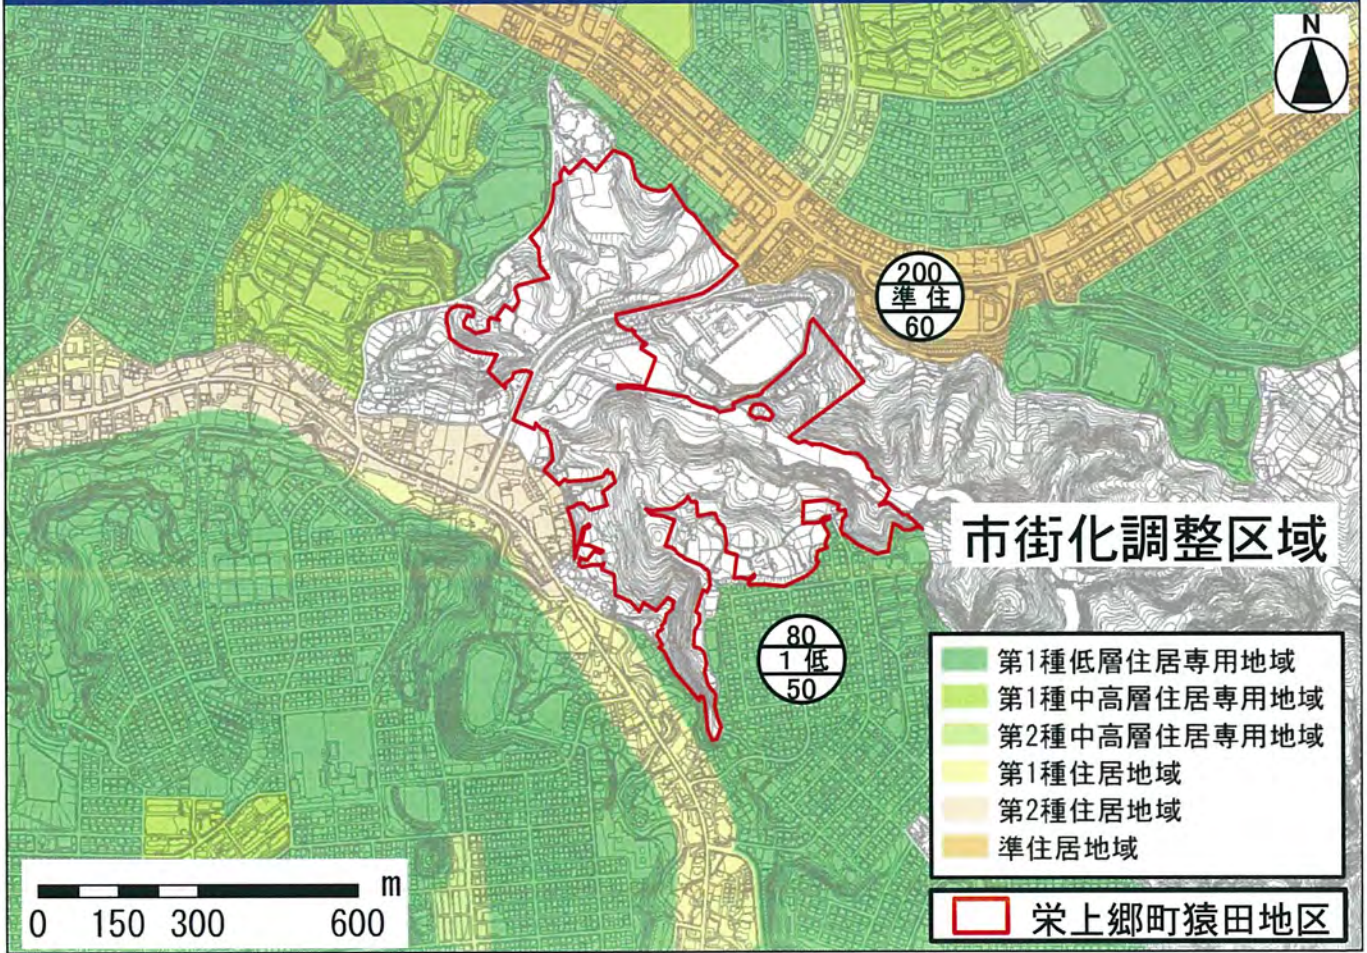 N
200
準住
60
市街化調整区域
80
1低
50
第1種低層住居専用地域
第1種中高層住居専用地域
第2種中高層住居専用地域
第1種住居地域
第2種住居地域
準住居地域
m
0 150 300 600
栄上郷町猿田地区